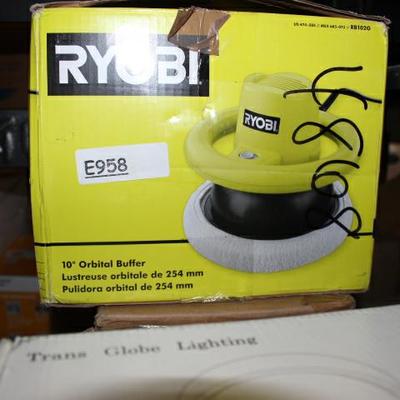 RYOBI
RYOBI
E958
10" Orbital Buffer
Lustreuse orbitale de 254 mm
Pulidora orbital de 254 mm
Trans Globe Lighting